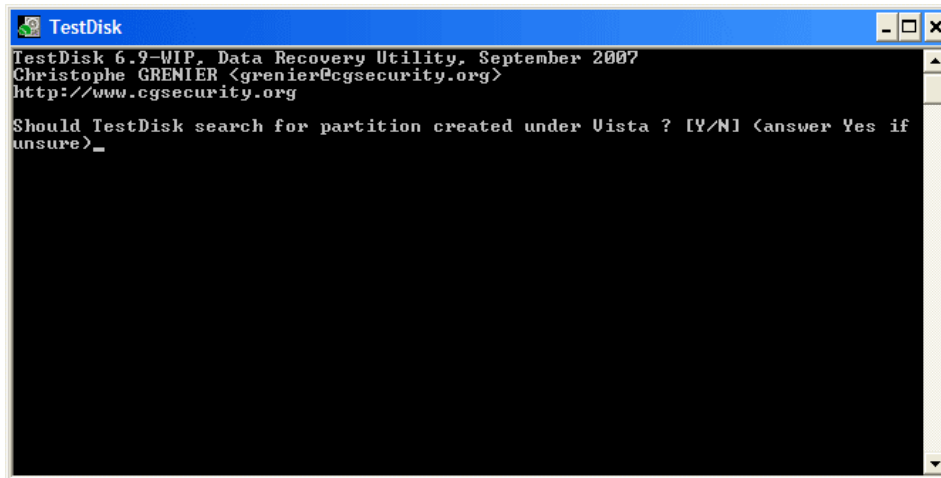 TestDisk
TestDisk 6.9-WIP, Data Recovery Utility, September 2007
Christophe GRENIER <grenier@cgsecurity.org>
http://www.cgsecurity.org
Should TestDisk search for partition created under Vista ? [Y/N] (answer Yes if
unsure)_